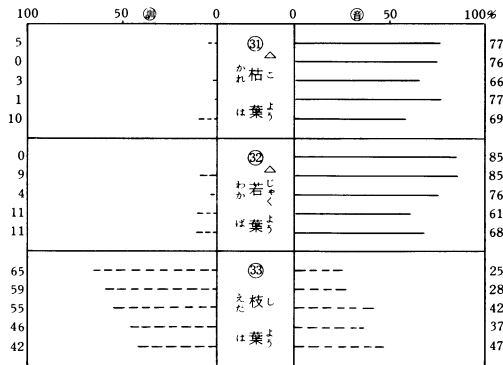 100 50 訓 0 0 音 50 100%
5 ㉛ 77
0 △ 76
3 かれ 枯 こ 66
1 77
10 は 葉 よう 69
0 ㉜ 85
9 △ 85
4 わか 若 じゃく 76
11 61
11 ば 葉 よう 68
65 ㉝ 25
59 28
55 えた 枝 し 42
46 37
42 は 葉 よう 47